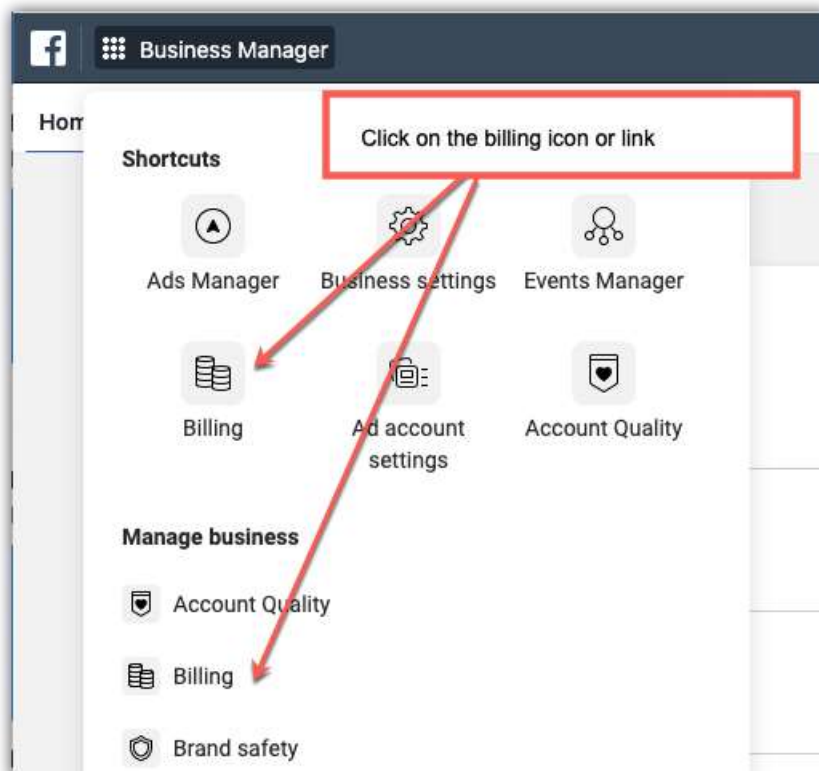 Business Manager
Hom
Click on the billing icon or link
Shortcuts
Ads Manager
Business settings
Events Manager
Billing
Ad account
settings
Account Quality
Manage business
Account Quality
Billing
Brand safety